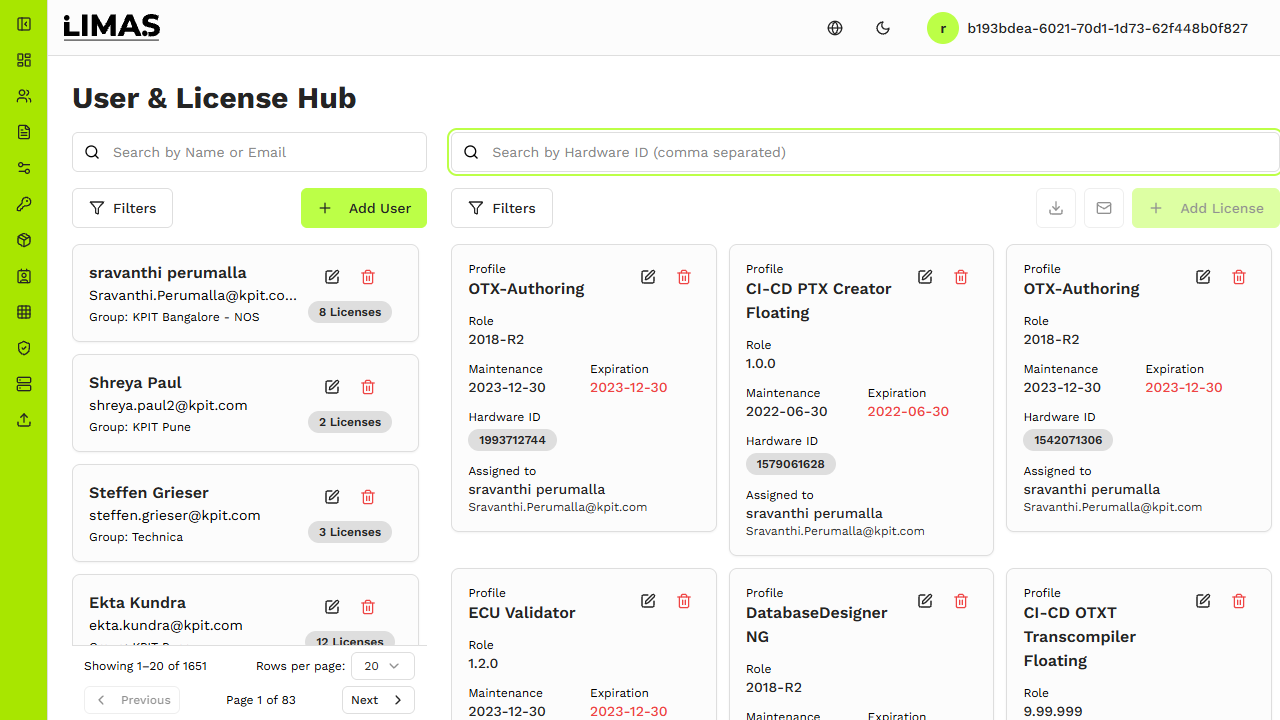 LIMAS
r
b193bdea-6021-70d1-1d73-62f448b0f827
User & License Hub
Search by Name or Email
Search by Hardware ID (comma separated)
Filters
Add User
Filters
Add License
sravanthi perumalla
Sravanthi.Perumalla@kpit.co...
Group: KPIT Bangalore - NOS
8 Licenses
Shreya Paul
shreya.paul2@kpit.com
Group: KPIT Pune
2 Licenses
Steffen Grieser
steffen.grieser@kpit.com
Group: Technica
3 Licenses
Ekta Kundra
ekta.kundra@kpit.com
12 Licenses
Showing 1–20 of 1651
Rows per page:
20
Previous
Page 1 of 83
Next
Profile
OTX-Authoring
Role
2018-R2
Maintenance
Expiration
2023-12-30
2023-12-30
Hardware ID
1993712744
Assigned to
sravanthi perumalla
Sravanthi.Perumalla@kpit.com
Profile
CI-CD PTX Creator
Floating
Role
1.0.0
Maintenance
Expiration
2022-06-30
2022-06-30
Hardware ID
1579061628
Assigned to
sravanthi perumalla
Sravanthi.Perumalla@kpit.com
Profile
OTX-Authoring
Role
2018-R2
Maintenance
Expiration
2023-12-30
2023-12-30
Hardware ID
1542071306
Assigned to
sravanthi perumalla
Sravanthi.Perumalla@kpit.com
Profile
ECU Validator
Role
1.2.0
Maintenance
Expiration
2023-12-30
2023-12-30
Profile
DatabaseDesigner
NG
Role
2018-R2
Maintenance
Expiration
Profile
CI-CD OTXT
Transcompiler
Floating
Role
9.99.999